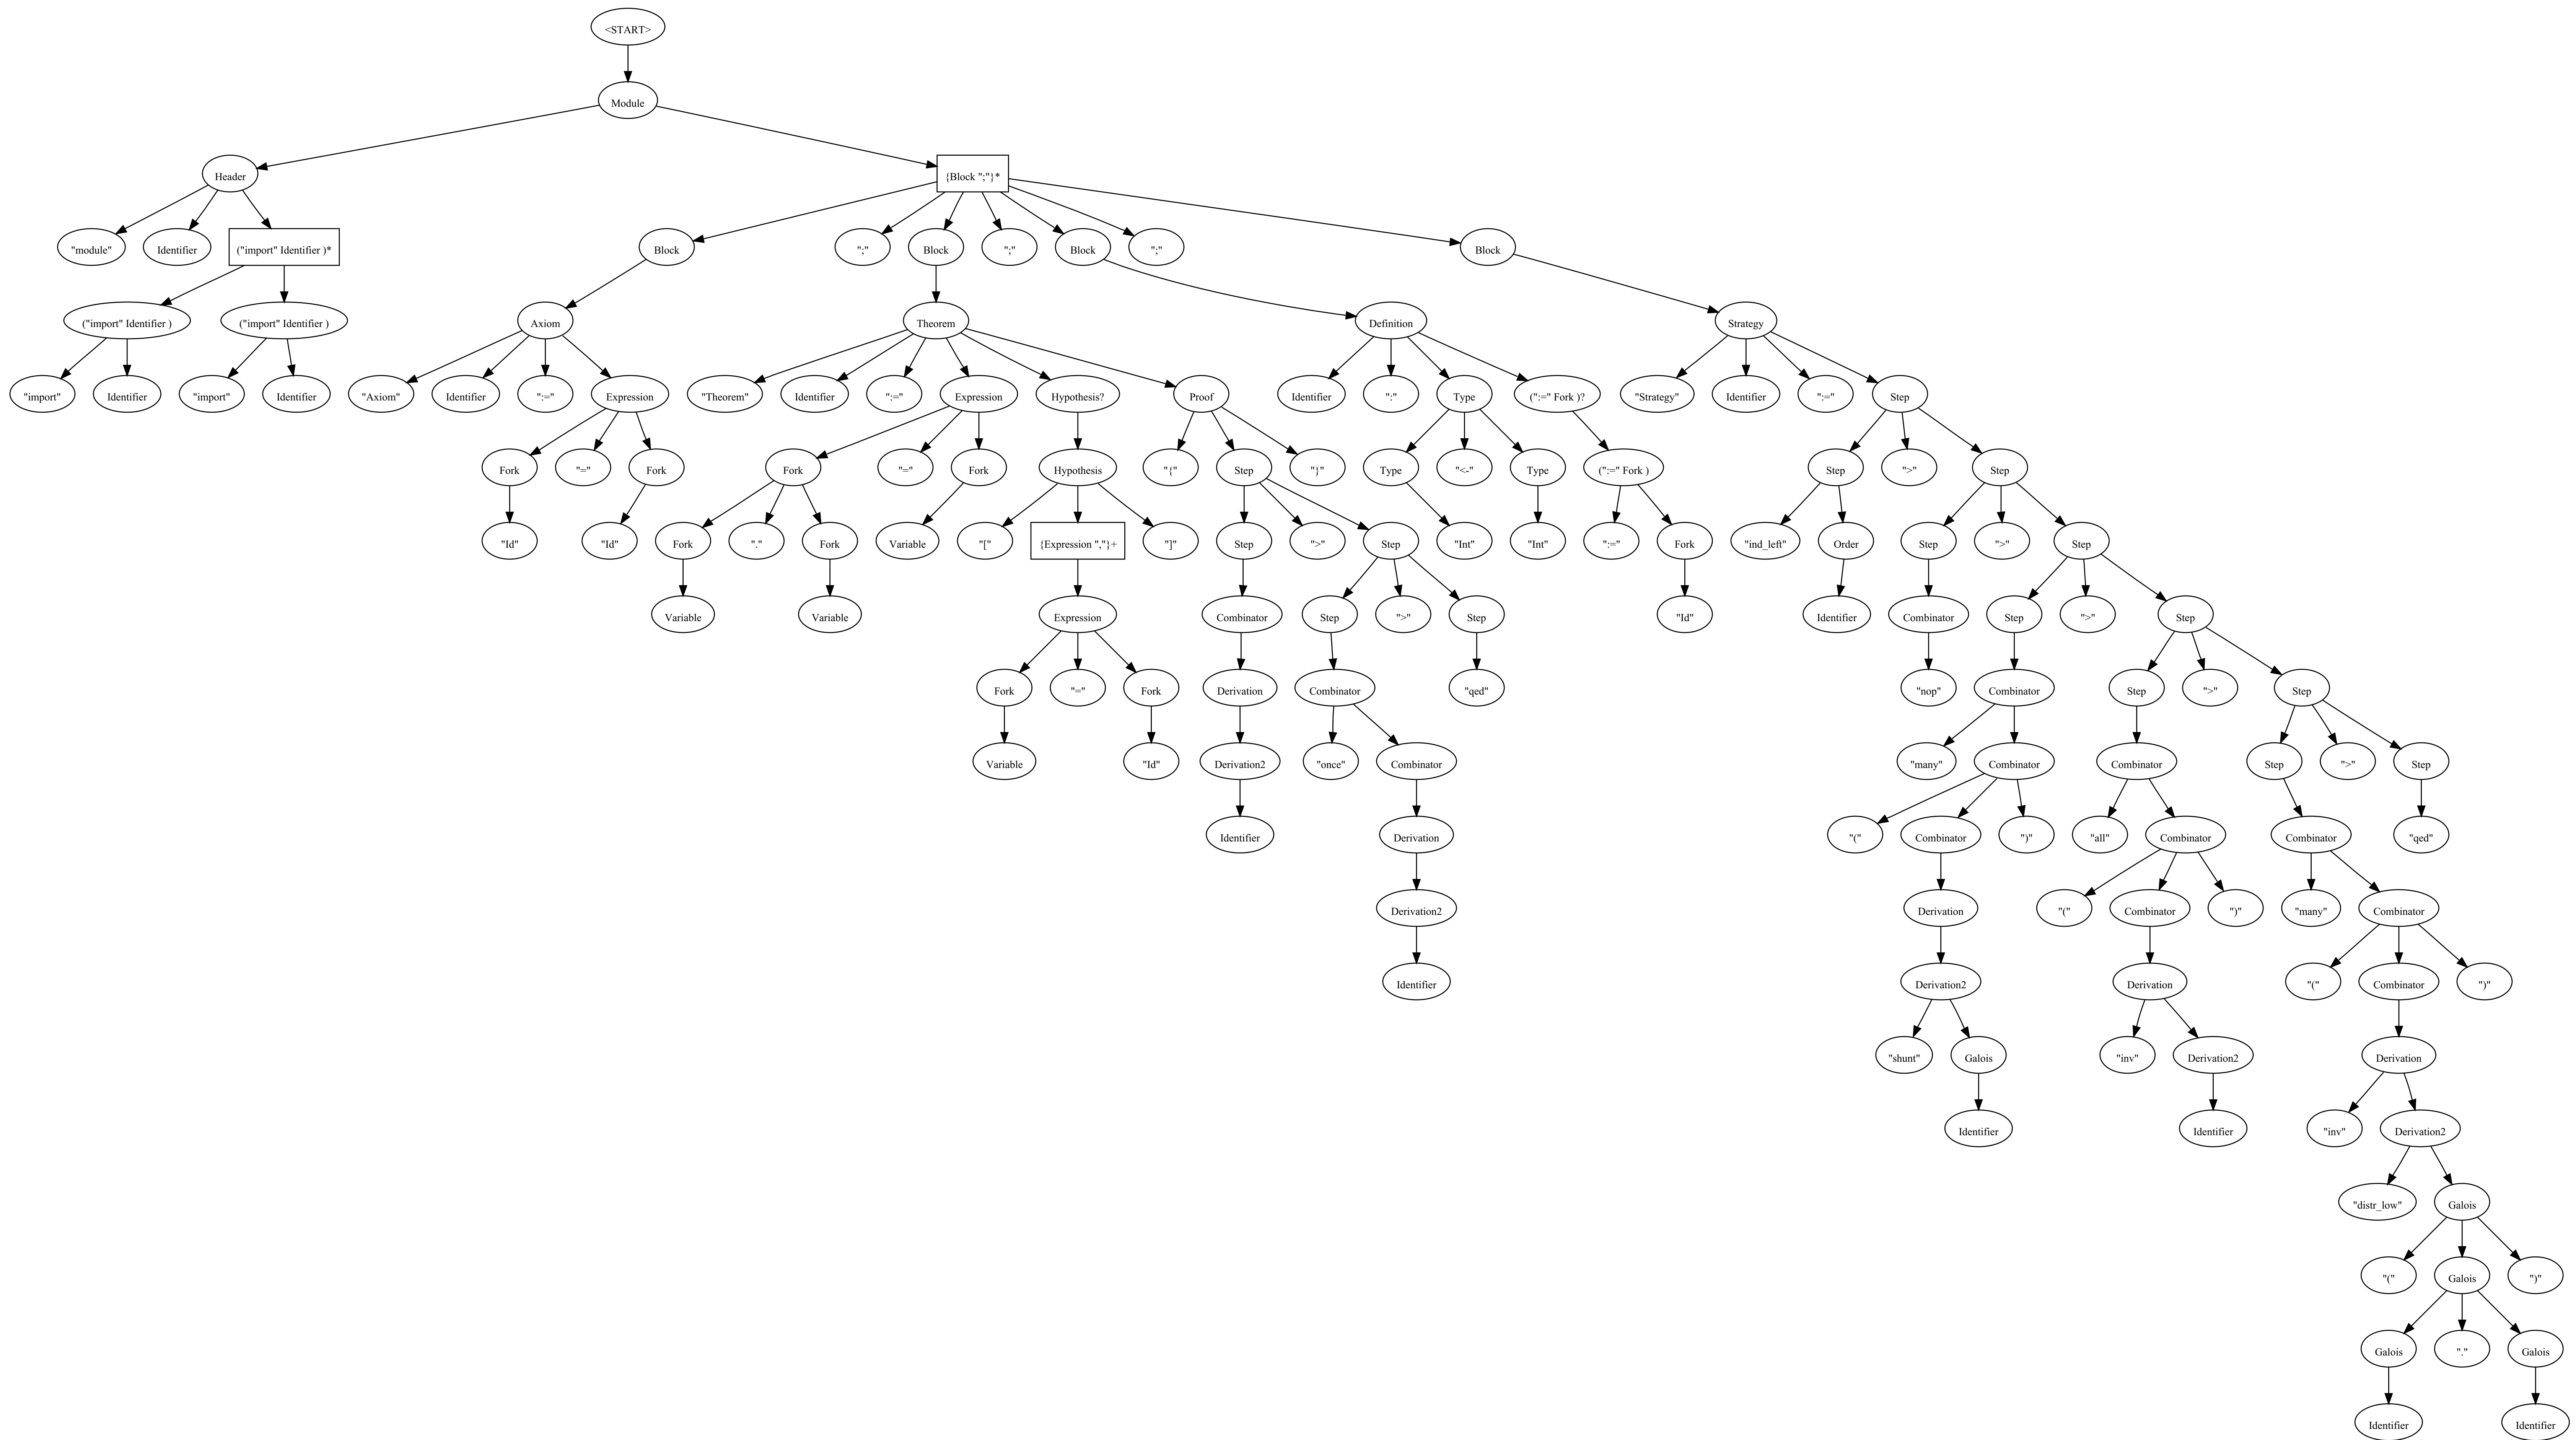 <START>
Module
Header {Block ";"}*
"module" Identifier ("import" Identifier )* Block ";" Block ";" Block ";" Block
("import" Identifier ) ("import" Identifier ) Axiom Theorem Definition Strategy
"import" Identifier "import" Identifier "Axiom" Identifier ":=" Expression "Theorem" Identifier ":=" Expression Hypothesis? Proof Identifier ":" Type (":=" Fork )? "Strategy" Identifier ":=" Step
Fork "=" Fork Fork "=" Fork Hypothesis "{" Step "}" Type "<-" Type (":=" Fork ) Step ">" Step
"Id" "Id" Fork "." Fork Variable "[" {Expression ","}+ "]" Step ">" Step "Int" "Int" ":=" Fork "ind_left" Order Step ">" Step
Variable Variable Expression Combinator Step ">" Step "Id" Identifier Combinator Step ">" Step
Fork "=" Fork Derivation Combinator "qed" "nop" Combinator Step ">" Step
Variable "Id" Derivation2 "once" Combinator "many" Combinator Combinator Step ">" Step
Identifier Derivation "(" Combinator ")" "all" Combinator Combinator "qed"
Derivation2 Derivation "(" Combinator ")" "many" Combinator
Identifier Derivation2 Derivation "(" Combinator ")"
"shunt" Galois "inv" Derivation2 Derivation
Identifier Identifier "inv" Derivation2
"distr_low" Galois
"(" Galois ")"
Galois "." Galois
Identifier Identifier